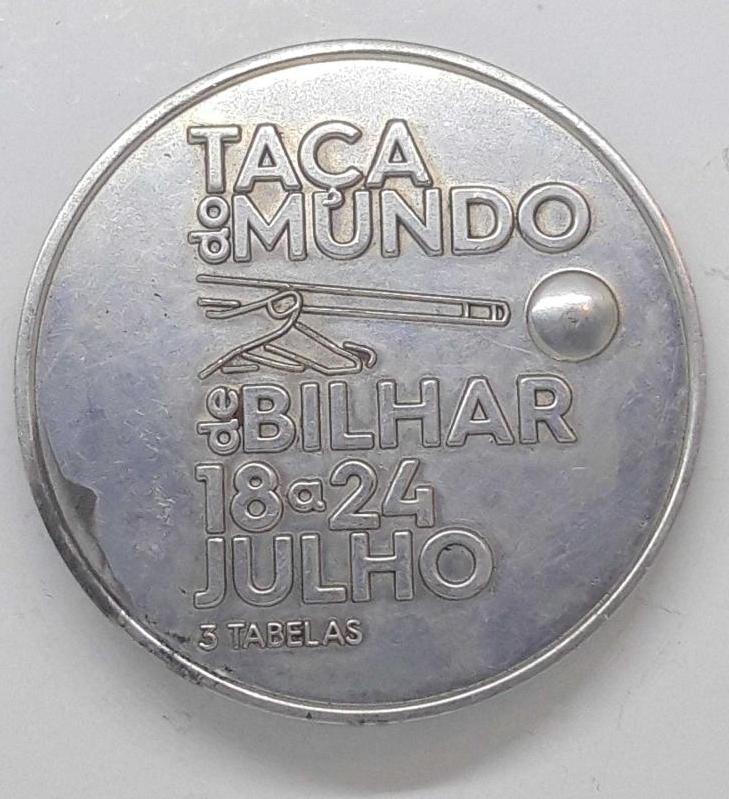 TAÇA
do MUNDO
de BILHAR
18 a 24
JULHO
3 TABELAS